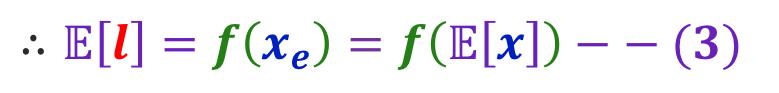 ∴ 𝔼[l] = f(xₑ) = f(𝔼[x]) − − (3)